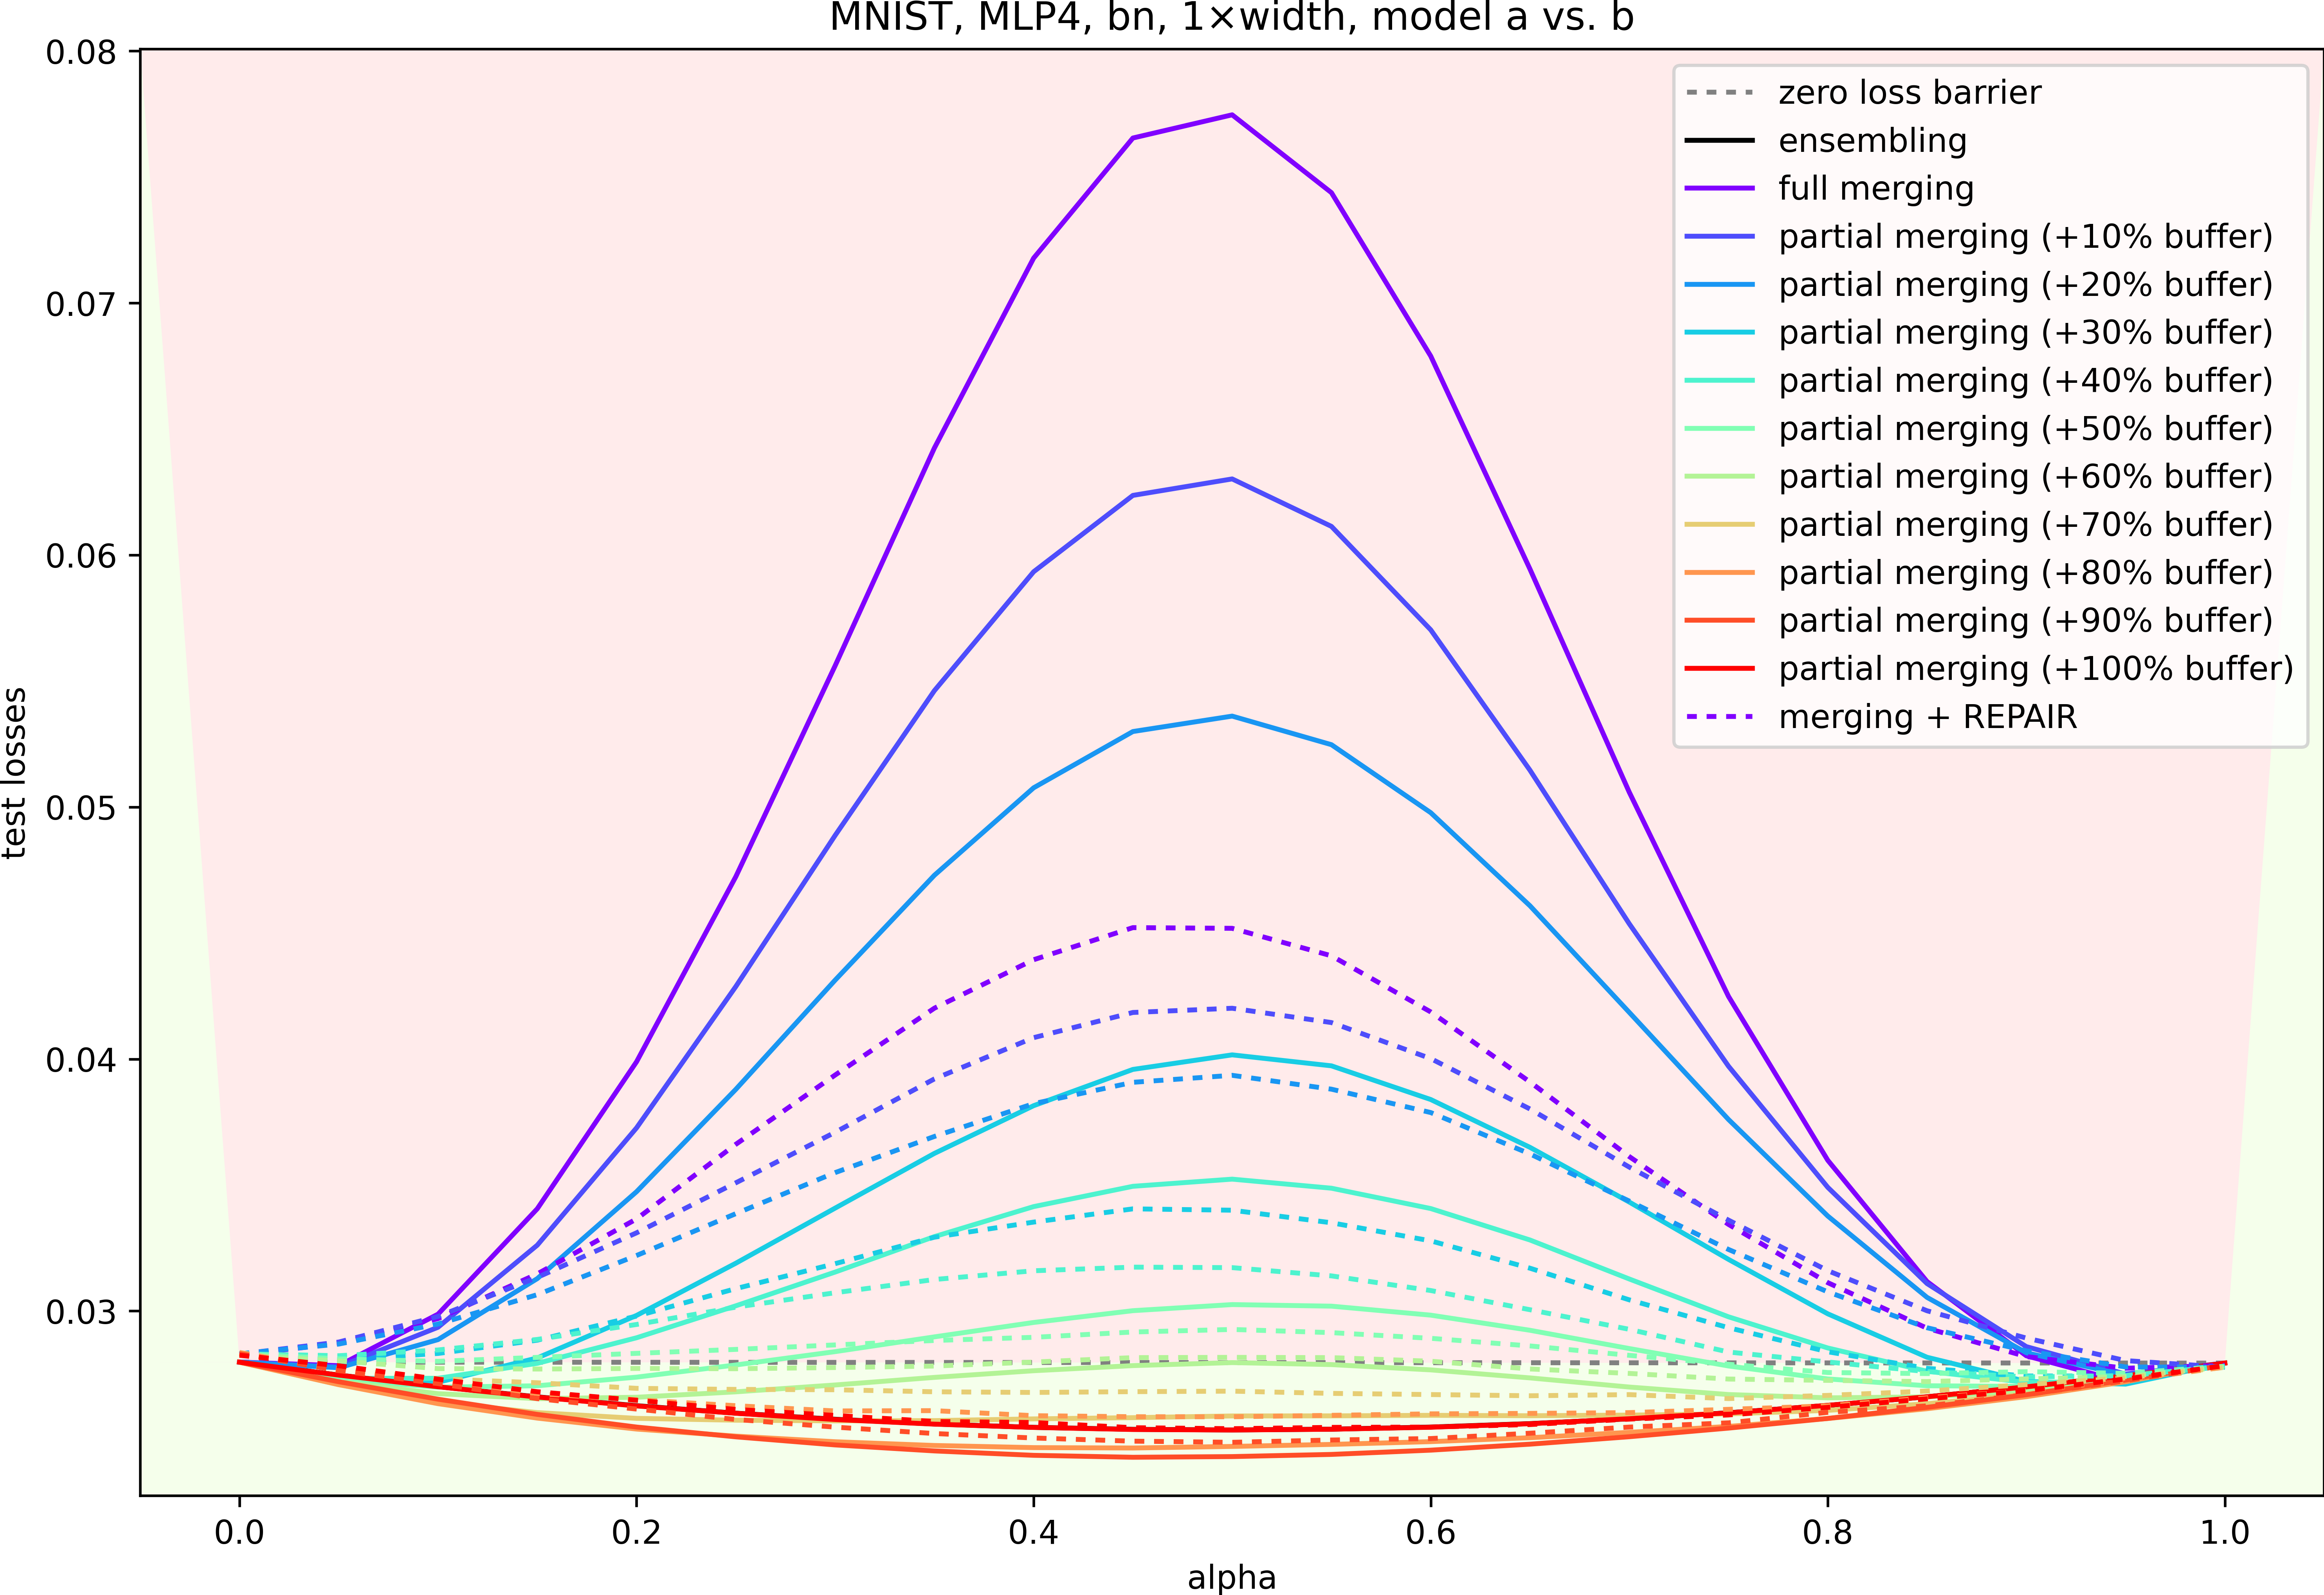 MNIST, MLP4, bn, 1×width, model a vs. b
0.08
0.07
0.06
0.05
0.04
0.03
test losses
zero loss barrier
ensembling
full merging
partial merging (+10% buffer)
partial merging (+20% buffer)
partial merging (+30% buffer)
partial merging (+40% buffer)
partial merging (+50% buffer)
partial merging (+60% buffer)
partial merging (+70% buffer)
partial merging (+80% buffer)
partial merging (+90% buffer)
partial merging (+100% buffer)
merging + REPAIR
0.0 0.2 0.4 0.6 0.8 1.0
alpha